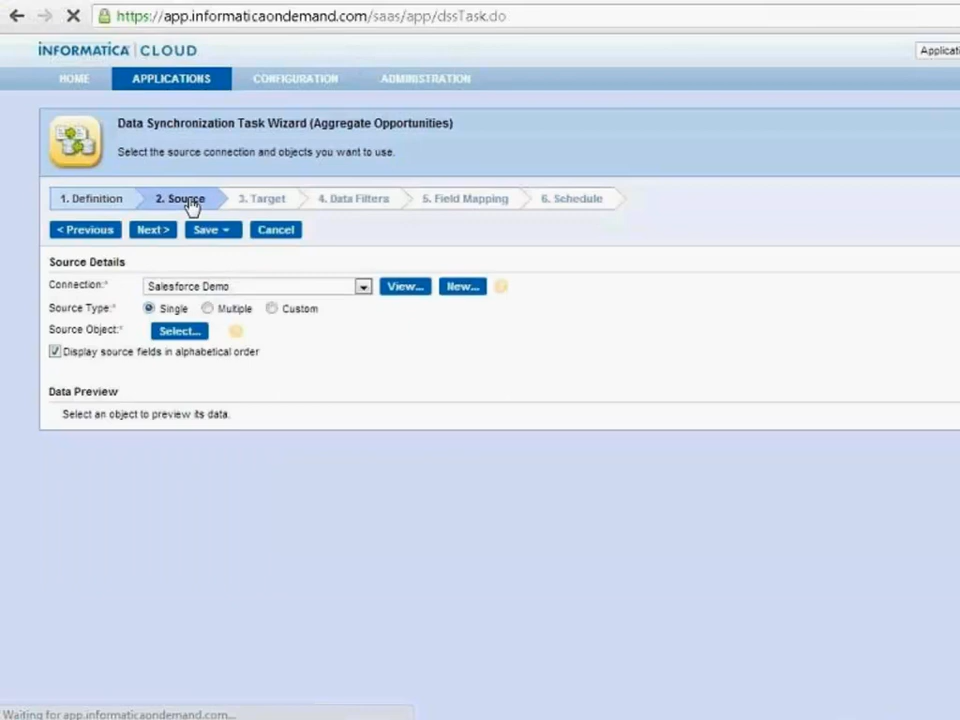 https://app.informaticaondemand.com/saas/app/dssTask.do
INFORMATICA | CLOUD
Applicati
HOME APPLICATIONS CONFIGURATION ADMINISTRATION
Data Synchronization Task Wizard (Aggregate Opportunities)
Select the source connection and objects you want to use.
1. Definition 2. Source 3. Target 4. Data Filters 5. Field Mapping 6. Schedule
< Previous Next > Save Cancel
Source Details
Connection:* Salesforce Demo View... New...
Source Type:* Single Multiple Custom
Source Object:* Select...
Display source fields in alphabetical order
Data Preview
Select an object to preview its data.
Waiting for app.informaticaondemand.com...